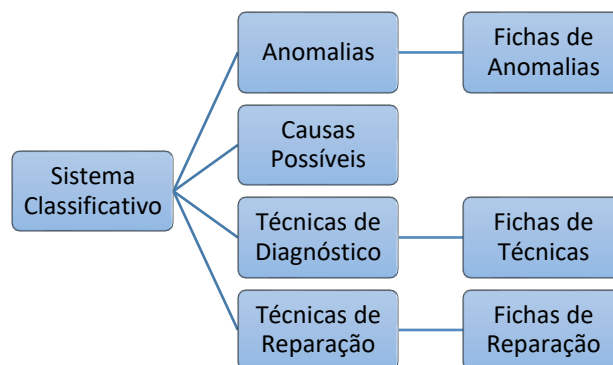 Anomalias
Fichas de
Anomalias
Causas
Possíveis
Sistema
Classificativo
Técnicas de
Diagnóstico
Fichas de
Técnicas
Técnicas de
Reparação
Fichas de
Reparação